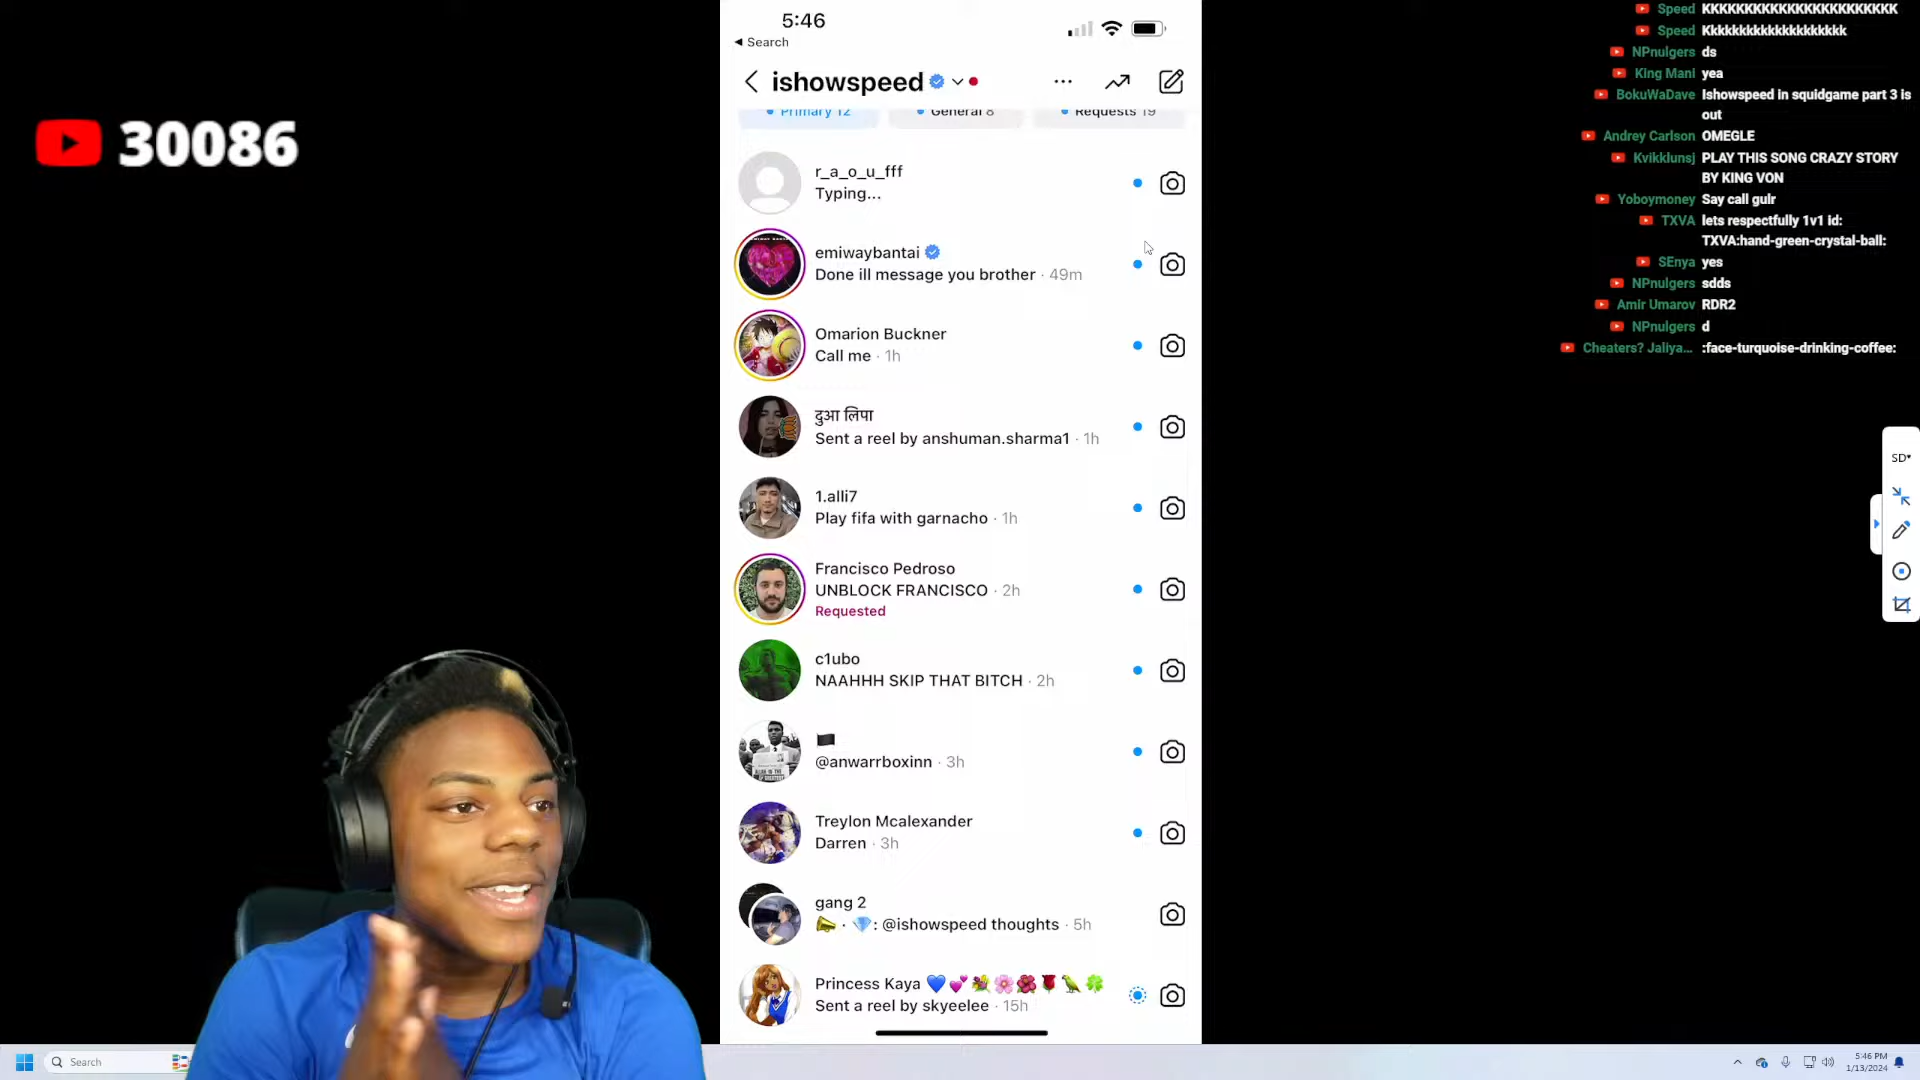 30086
5:46
Search
ishowspeed
Primary 12
General 8
Requests 19
r_a_o_u_fff
Typing...
emiwaybantai
Done ill message you brother · 49m
Omarion Buckner
Call me · 1h
दुआ लिपा
Sent a reel by anshuman.sharma1 · 1h
1.alli7
Play fifa with garnacho · 1h
Francisco Pedroso
UNBLOCK FRANCISCO · 2h
Requested
c1ubo
NAAHHH SKIP THAT BITCH · 2h
@anwarrboxinn · 3h
Treylon Mcalexander
Darren · 3h
gang 2
📣 · 💎: @ishowspeed thoughts · 5h
Princess Kaya 💙💕💐🌸🌺🌹🦜🍀
Sent a reel by skyeelee · 15h
Speed KKKKKKKKKKKKKKKKKKKKKKK
Speed Kkkkkkkkkkkkkkkkkkkk
NPnulgers ds
King Mani yea
BokuWaDave Ishowspeed in squidgame part 3 is
out
Andrey Carlson OMEGLE
Kvikklunsj PLAY THIS SONG CRAZY STORY
BY KING VON
Yoboymoney Say call gulr
TXVA lets respectfully 1v1 id:
TXVA:hand-green-crystal-ball:
SEnya yes
NPnulgers sdds
Amir Umarov RDR2
NPnulgers d
Cheaters? Jaliya... :face-turquoise-drinking-coffee:
SD
Search
5:46 PM
1/13/2024